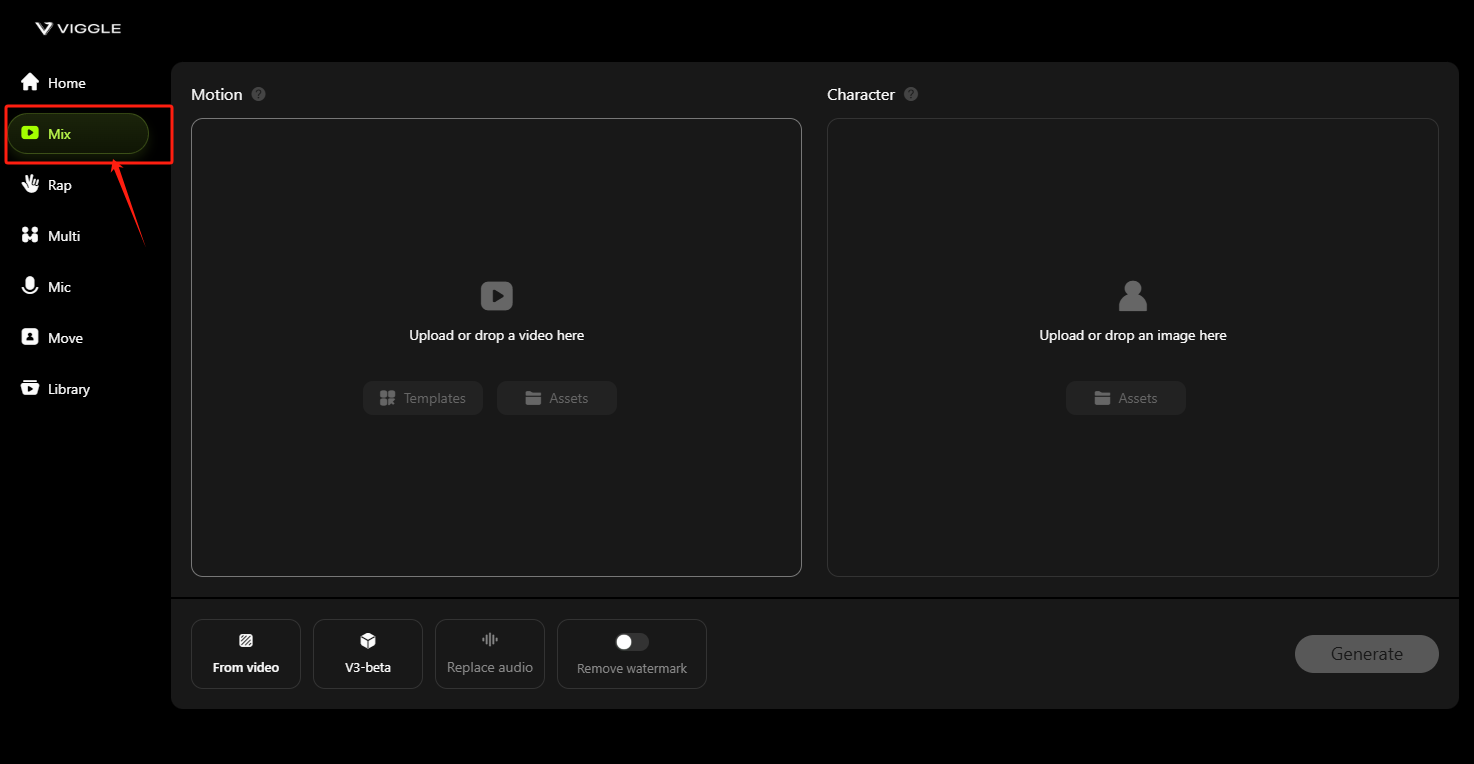 VIGGLE
Home
Mix
Rap
Multi
Mic
Move
Library
Motion ?
Character ?
Upload or drop a video here
Templates
Assets
Upload or drop an image here
Assets
From video
V3-beta
Replace audio
Remove watermark
Generate